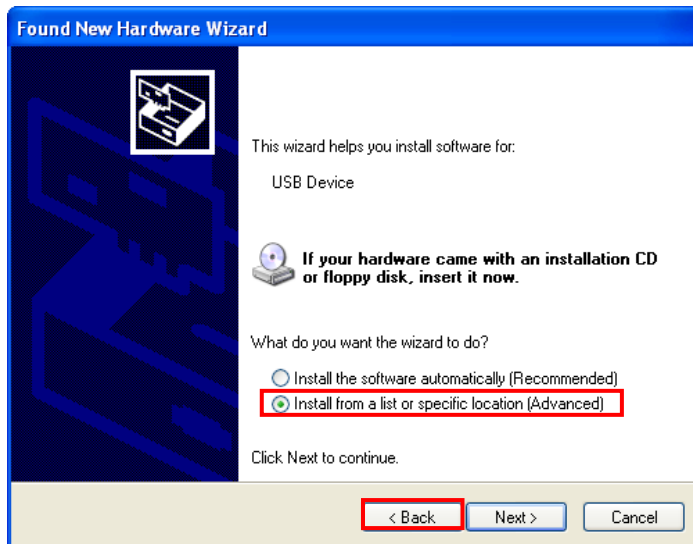 Found New Hardware Wizard
This wizard helps you install software for:
USB Device
If your hardware came with an installation CD
or floppy disk, insert it now.
What do you want the wizard to do?
Install the software automatically (Recommended)
Install from a list or specific location (Advanced)
Click Next to continue.
< Back Next > Cancel